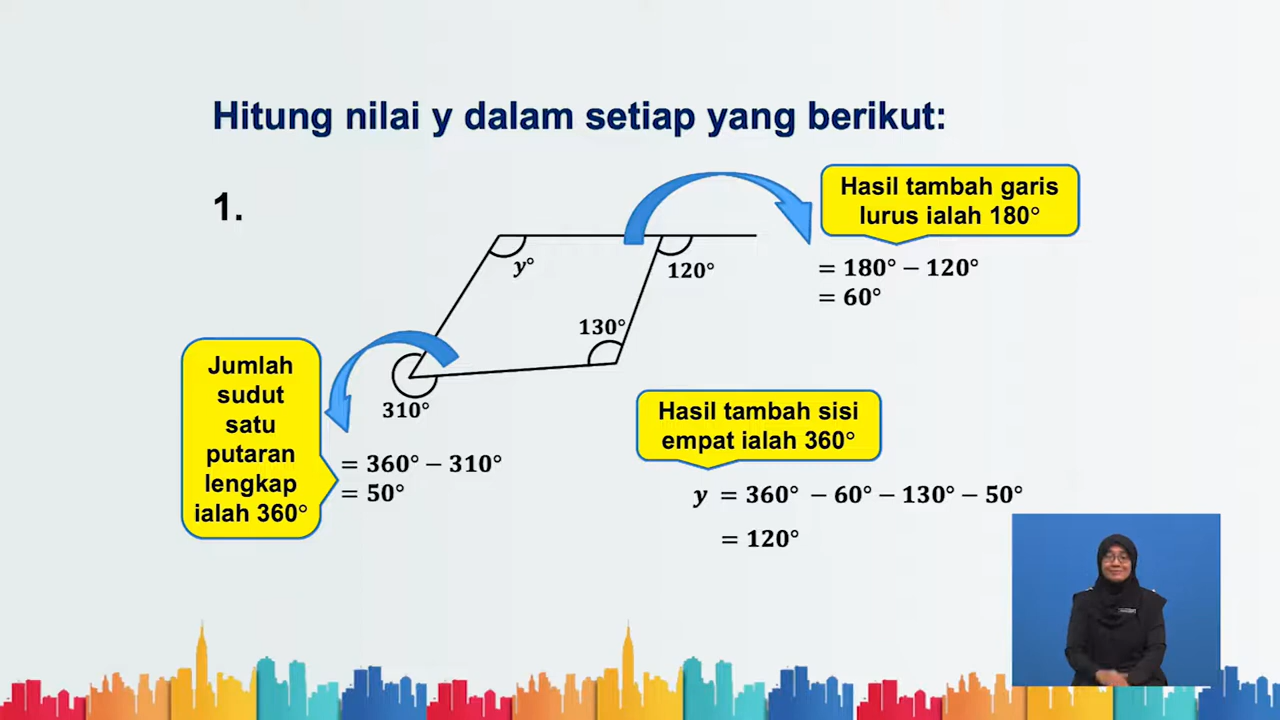 Hitung nilai y dalam setiap yang berikut:
1.
Hasil tambah garis
lurus ialah 180°
= 180° − 120°
= 60°
y°
120°
130°
310°
Jumlah
sudut
satu
putaran
lengkap
ialah 360°
= 360° − 310°
= 50°
Hasil tambah sisi
empat ialah 360°
y = 360° − 60° − 130° − 50°
= 120°